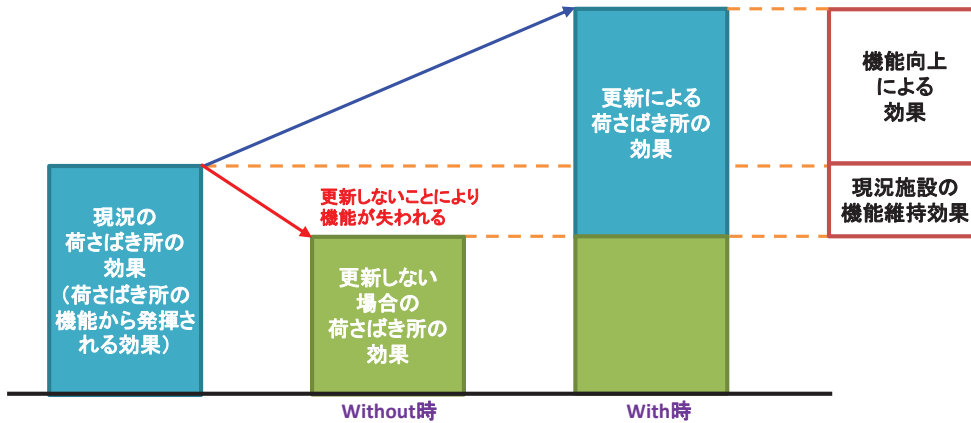 現況の
荷さばき所の
効果
（荷さばき所の
機能から発揮さ
れる効果）
更新しないことにより
機能が失われる
更新しない
場合の
荷さばき所の
効果
更新による
荷さばき所の
効果
機能向上
による
効果
現況施設の
機能維持効果
Without時
With時